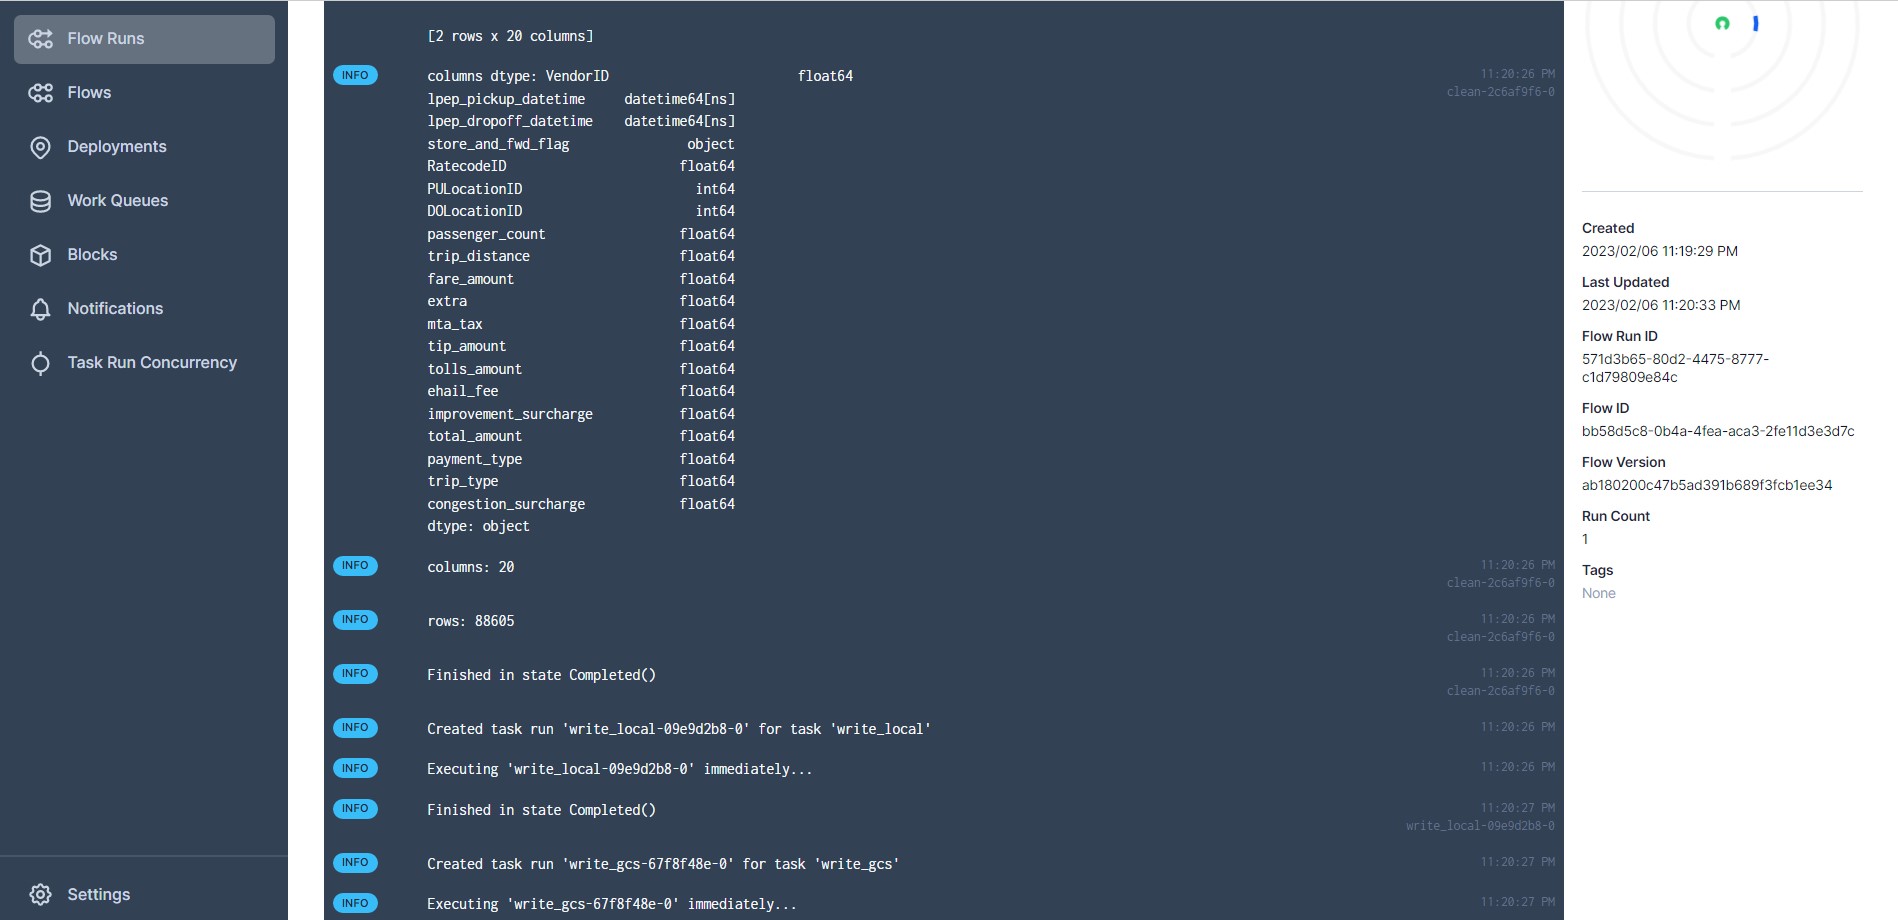 Flow Runs
Flows
Deployments
Work Queues
Blocks
Notifications
Task Run Concurrency
Settings
[2 rows x 20 columns]
INFO columns dtype: VendorID float64 11:20:26 PM
clean-2c6af9f6-0
lpep_pickup_datetime datetime64[ns]
lpep_dropoff_datetime datetime64[ns]
store_and_fwd_flag object
RatecodeID float64
PULocationID int64
DOLocationID int64
passenger_count float64
trip_distance float64
fare_amount float64
extra float64
mta_tax float64
tip_amount float64
tolls_amount float64
ehail_fee float64
improvement_surcharge float64
total_amount float64
payment_type float64
trip_type float64
congestion_surcharge float64
dtype: object
INFO columns: 20 11:20:26 PM
clean-2c6af9f6-0
INFO rows: 88605 11:20:26 PM
clean-2c6af9f6-0
INFO Finished in state Completed() 11:20:26 PM
clean-2c6af9f6-0
INFO Created task run 'write_local-09e9d2b8-0' for task 'write_local' 11:20:26 PM
INFO Executing 'write_local-09e9d2b8-0' immediately... 11:20:26 PM
INFO Finished in state Completed() 11:20:27 PM
write_local-09e9d2b8-0
INFO Created task run 'write_gcs-67f8f48e-0' for task 'write_gcs' 11:20:27 PM
INFO Executing 'write_gcs-67f8f48e-0' immediately... 11:20:27 PM
Created
2023/02/06 11:19:29 PM
Last Updated
2023/02/06 11:20:33 PM
Flow Run ID
571d3b65-80d2-4475-8777-
c1d79809e84c
Flow ID
bb58d5c8-0b4a-4fea-aca3-2fe11d3e3d7c
Flow Version
ab180200c47b5ad391b689f3fcb1ee34
Run Count
1
Tags
None